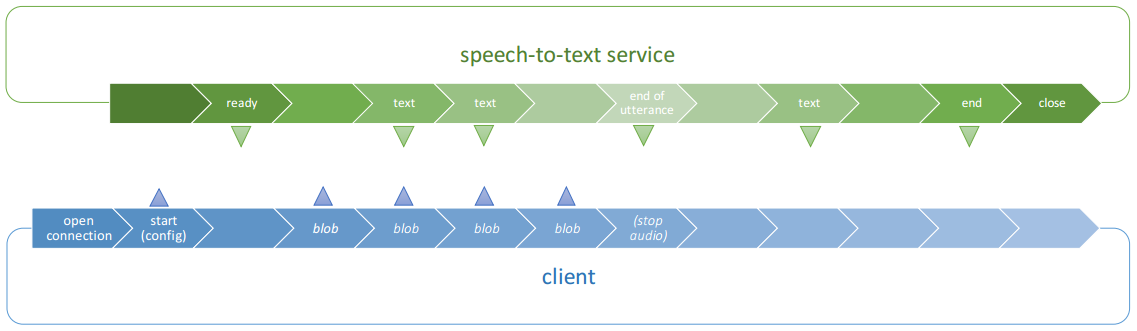 speech-to-text service
ready
text
text
end of
utterance
text
end
close
open
connection
start
(config)
blob
blob
blob
blob
(stop
audio)
client